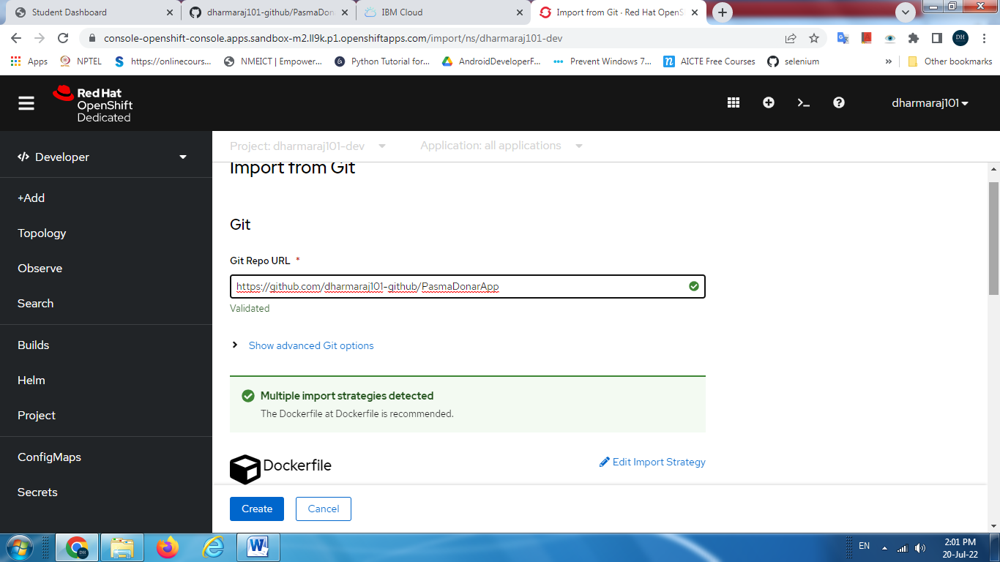 Student Dashboard
dharmaraj101-github/PasmaDon
IBM Cloud
Import from Git · Red Hat OpenS
console-openshift-console.apps.sandbox-m2.ll9k.p1.openshiftapps.com/import/ns/dharmaraj101-dev
DH
Apps
NPTEL
https://onlinecours...
NMEICT | Empower...
Python Tutorial for...
AndroidDeveloperF...
Prevent Windows 7...
AICTE Free Courses
selenium
»
Other bookmarks
Red Hat
OpenShift
Dedicated
dharmaraj101
Developer
Project: dharmaraj101-dev
Application: all applications
+Add
Topology
Observe
Search
Builds
Helm
Project
ConfigMaps
Secrets
Import from Git
Git
Git Repo URL *
https://github.com/dharmaraj101-github/PasmaDonarApp
Validated
Show advanced Git options
Multiple import strategies detected
The Dockerfile at Dockerfile is recommended.
Dockerfile
Edit Import Strategy
Create
Cancel
EN
2:01 PM
20-Jul-22